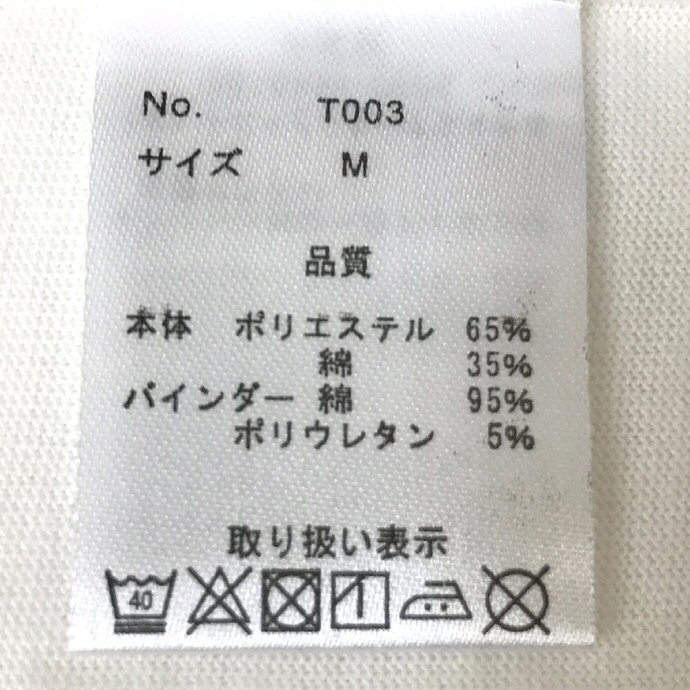 No. T003
サイズ M
品質
本体 ポリエステル 65%
綿 35%
バインダー 綿 95%
ポリウレタン 5%
取り扱い表示
40